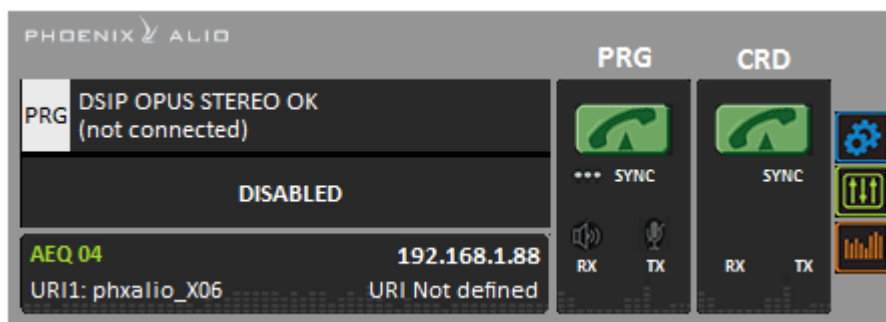 PHOENIX ALIO
PRG CRD
PRG DSIP OPUS STEREO OK
(not connected)
DISABLED
••• SYNC SYNC
AEQ 04 192.168.1.88
URI1: phxalio_X06 URI Not defined
RX TX RX TX